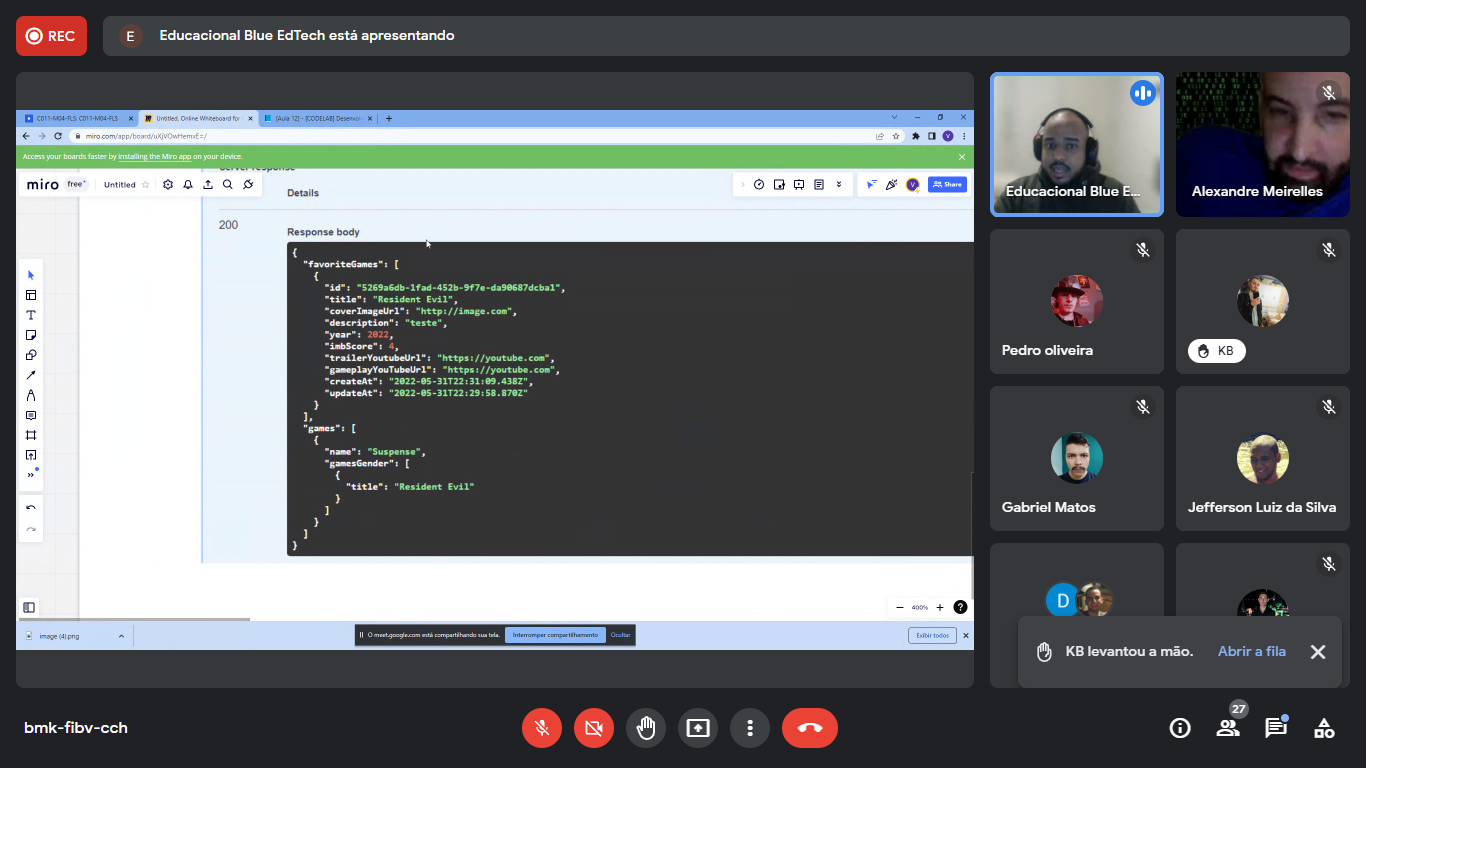 REC
E
Educacional Blue EdTech está apresentando
C011-M04-FLS: C011-M04-FLS
Untitled, Online Whiteboard for
[Aula 12] - [CODELAB] Desenvol
miro.com/app/board/uXjVOwHemxE=/
V
Access your boards faster by installing the Miro app on your device.
miro
free
Untitled
V
Share
Server response
Details
200
Response body
{
"favoriteGames": [
{
"id": "5269a6db-1fad-452b-9f7e-da90687dcba1",
"title": "Resident Evil",
"coverImageUrl": "http://image.com",
"description": "teste",
"year": 2022,
"imbScore": 4,
"trailerYoutubeUrl": "https://youtube.com",
"gameplayYouTubeUrl": "https://youtube.com",
"createAt": "2022-05-31T22:31:09.438Z",
"updateAt": "2022-05-31T22:29:58.870Z"
}
],
"games": [
{
"name": "Suspense",
"gamesGender": [
{
"title": "Resident Evil"
}
]
}
]
}
400%
image (4).png
O meet.google.com está compartilhando sua tela.
Interromper compartilhamento
Ocultar
Exibir todos
Educacional Blue E...
Alexandre Meirelles
Pedro oliveira
KB
Gabriel Matos
Jefferson Luiz da Silva
D
KB levantou a mão.
Abrir a fila
bmk-fibv-cch
27